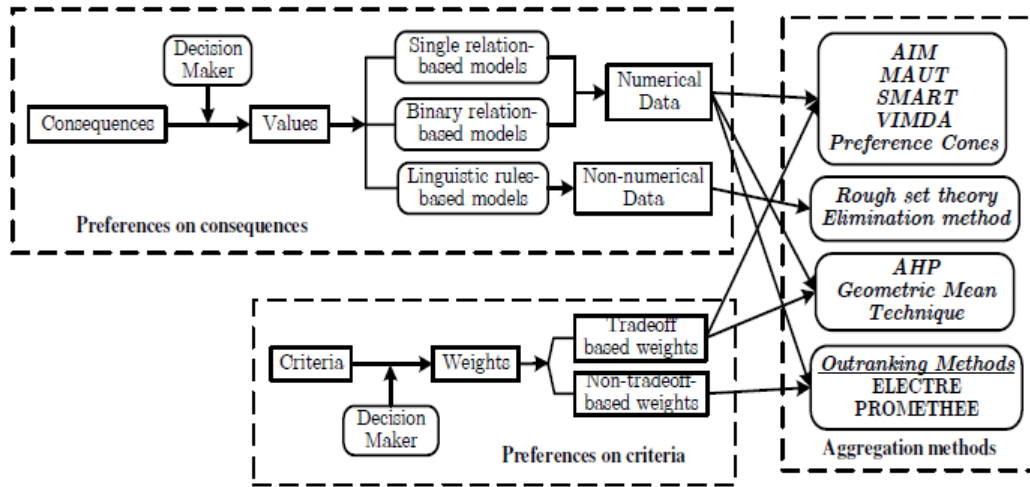 Decision
Maker
Consequences
Values
Single relation-
based models
Binary relation-
based models
Linguistic rules-
based models
Numerical
Data
Non-numerical
Data
Preferences on consequences
Criteria
Decision
Maker
Weights
Tradeoff
based weights
Non-tradeoff-
based weights
Preferences on criteria
AIM
MAUT
SMART
VIMDA
Preference Cones
Rough set theory
Elimination method
AHP
Geometric Mean
Technique
Outranking Methods
ELECTRE
PROMETHEE
Aggregation methods